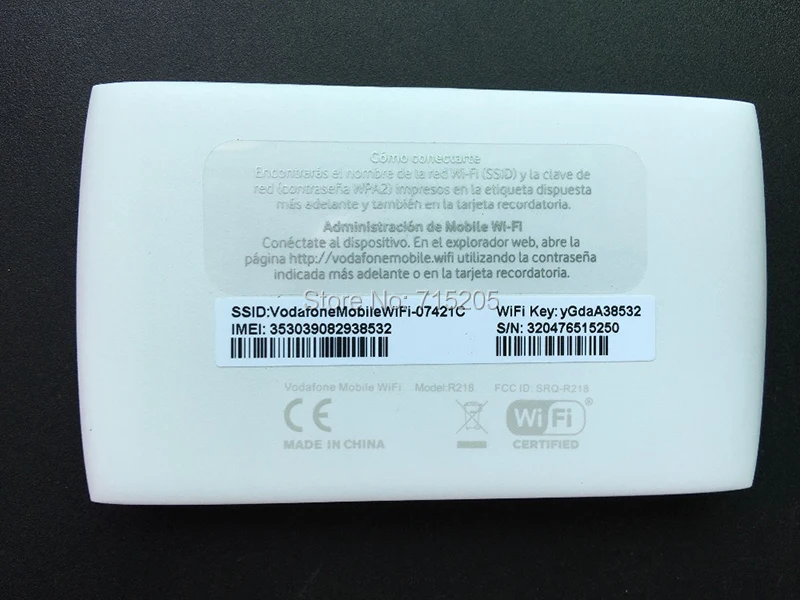 Cómo conectarte
Encontrarás el nombre de la red Wi-Fi (SSID) y la clave de
red (contraseña WPA2) impresos en la etiqueta dispuesta
más adelante y también en la tarjeta recordatoria.
Administración de Mobile Wi-Fi
Conéctate al dispositivo. En el explorador web, abre la
página http://vodafonemobile.wifi utilizando la contraseña
indicada más adelante o en la tarjeta recordatoria.
Store No: 715205
SSID:VodafoneMobileWiFi-07421C WiFi Key:yGdaA38532
IMEI: 353039082938532 S/N: 320476515250
Vodafone Mobile WiFi Model:R218 FCC ID: SRQ-R218
CE
Wi Fi ®
MADE IN CHINA CERTIFIED